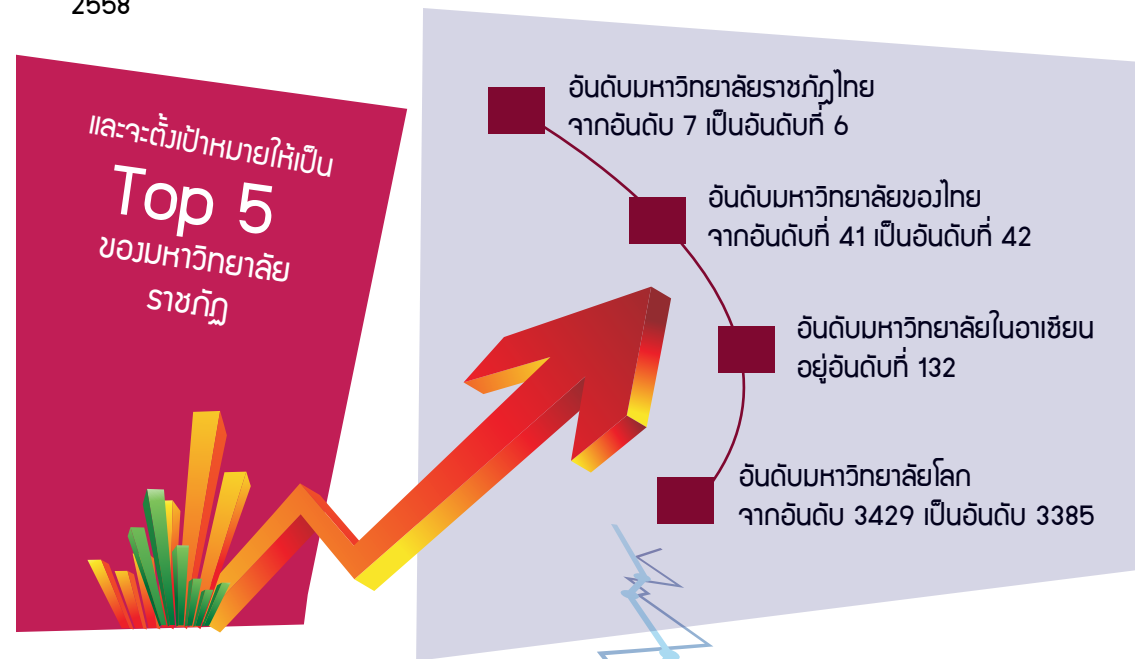 2558
และจะตั้งเป้าหมายให้เป็น
Top 5
ของมหาวิทยาลัย
ราชภัฏ
อันดับมหาวิทยาลัยราชภัฏไทย
จากอันดับ 7 เป็นอันดับที่ 6
อันดับมหาวิทยาลัยของไทย
จากอันดับที่ 41 เป็นอันดับที่ 42
อันดับมหาวิทยาลัยในอาเซียน
อยู่อันดับที่ 132
อันดับมหาวิทยาลัยโลก
จากอันดับ 3429 เป็นอันดับ 3385